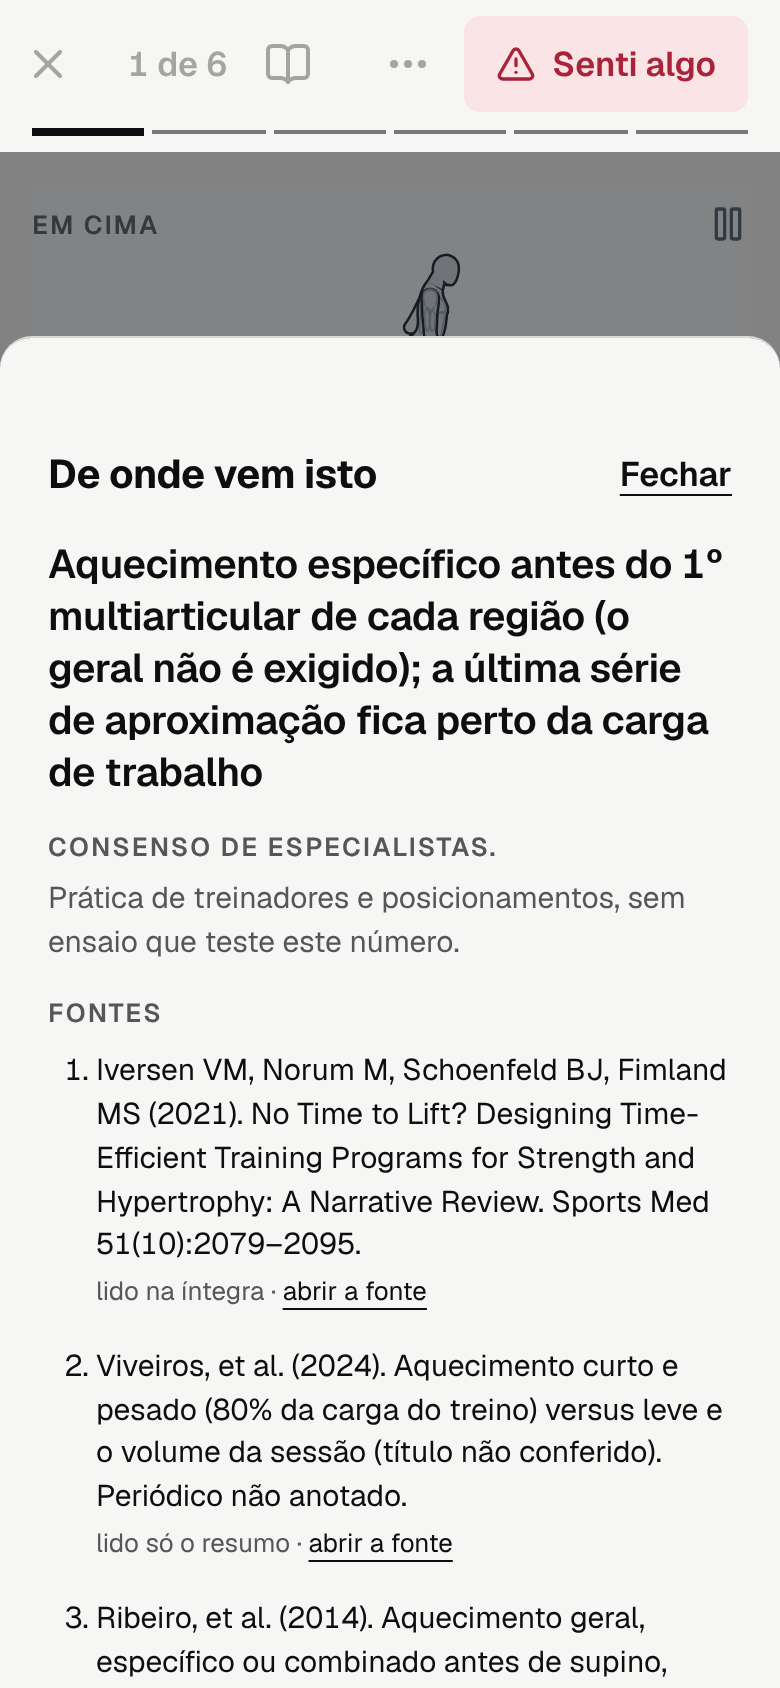 1 de 6
Senti algo
EM CIMA
De onde vem isto
Fechar
Aquecimento específico antes do 1º
multiarticular de cada região (o
geral não é exigido); a última série
de aproximação fica perto da carga
de trabalho
CONSENSO DE ESPECIALISTAS.
Prática de treinadores e posicionamentos, sem
ensaio que teste este número.
FONTES
1. Iversen VM, Norum M, Schoenfeld BJ, Fimland
MS (2021). No Time to Lift? Designing Time-
Efficient Training Programs for Strength and
Hypertrophy: A Narrative Review. Sports Med
51(10):2079–2095.
lido na íntegra · abrir a fonte
2. Viveiros, et al. (2024). Aquecimento curto e
pesado (80% da carga do treino) versus leve e
o volume da sessão (título não conferido).
Periódico não anotado.
lido só o resumo · abrir a fonte
3. Ribeiro, et al. (2014). Aquecimento geral,
específico ou combinado antes de supino,